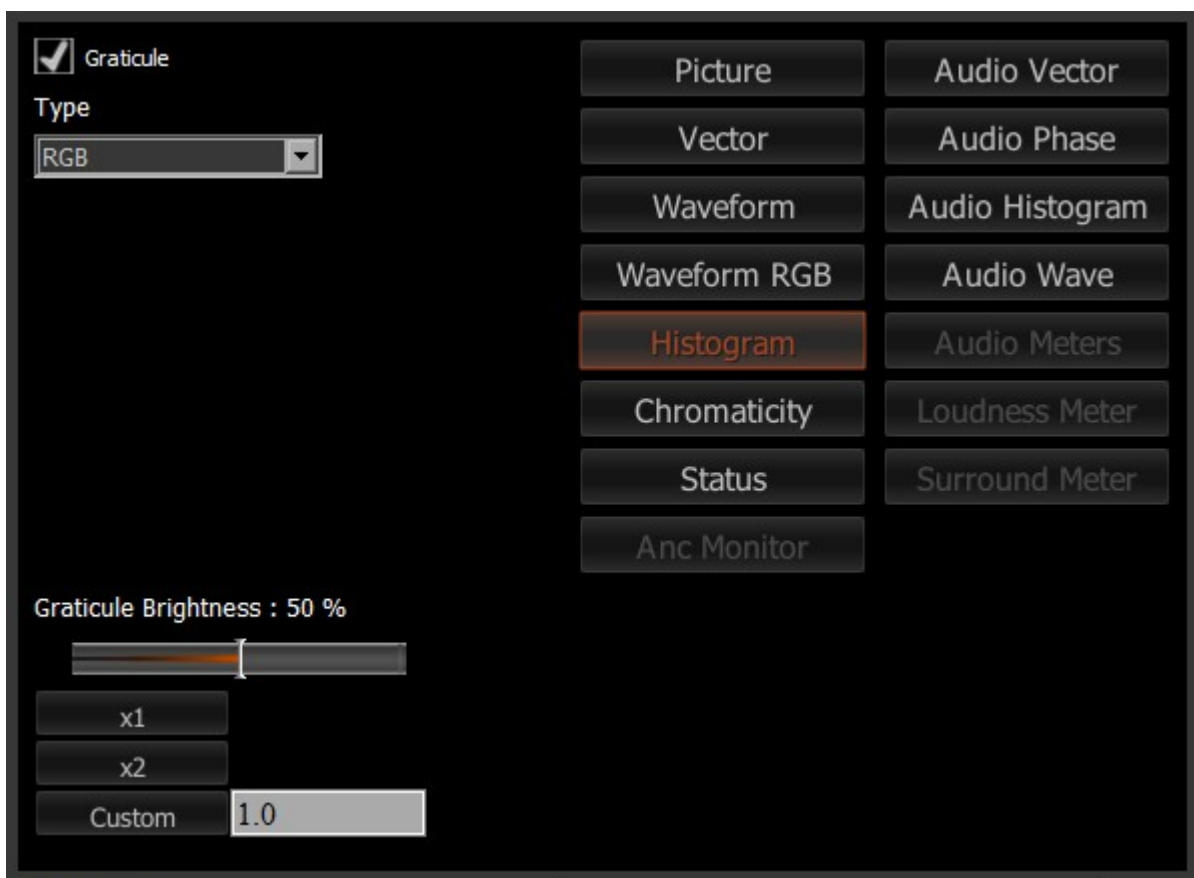 Graticule
Type
RGB
Picture
Vector
Waveform
Waveform RGB
Histogram
Chromaticity
Status
Anc Monitor
Audio Vector
Audio Phase
Audio Histogram
Audio Wave
Audio Meters
Loudness Meter
Surround Meter
Graticule Brightness : 50 %
x1
x2
Custom
1.0